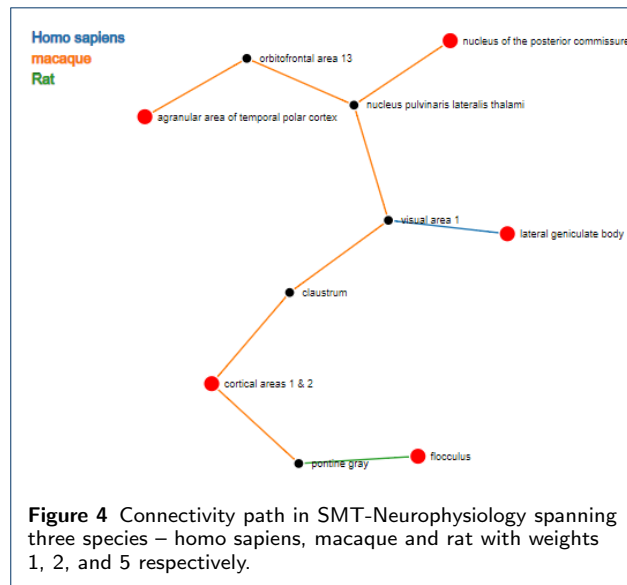 Homo sapiens
macaque
Rat
nucleus of the posterior commissure
orbitofrontal area 13
nucleus pulvinaris lateralis thalami
agranular area of temporal polar cortex
visual area 1
lateral geniculate body
claustrum
cortical areas 1 & 2
pontine gray
flocculus
Figure 4 Connectivity path in SMT-Neurophysiology spanning
three species – homo sapiens, macaque and rat with weights
1, 2, and 5 respectively.